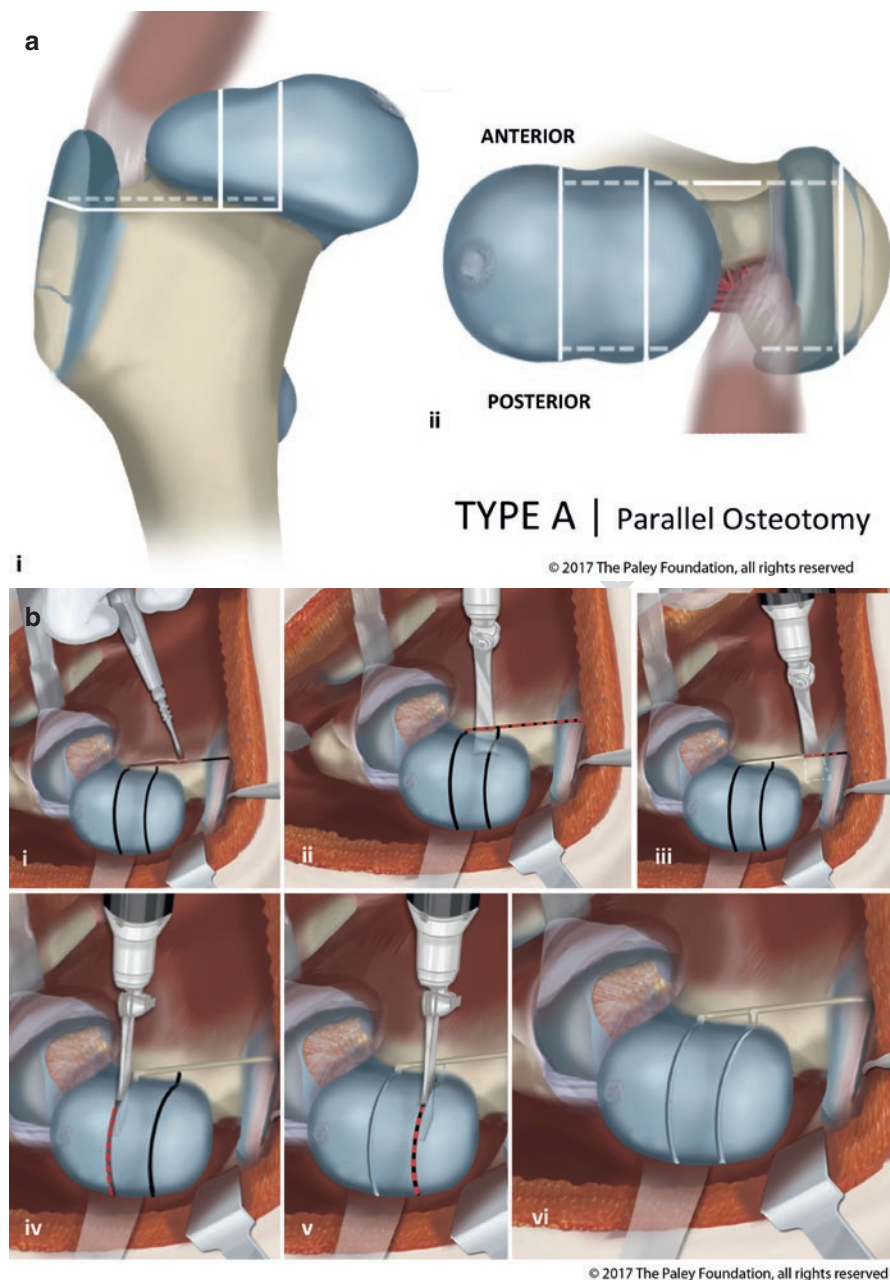 a
ANTERIOR
POSTERIOR
ii
TYPE A | Parallel Osteotomy
i
© 2017 The Paley Foundation, all rights reserved
b
i
ii
iii
iv
v
vi
© 2017 The Paley Foundation, all rights reserved